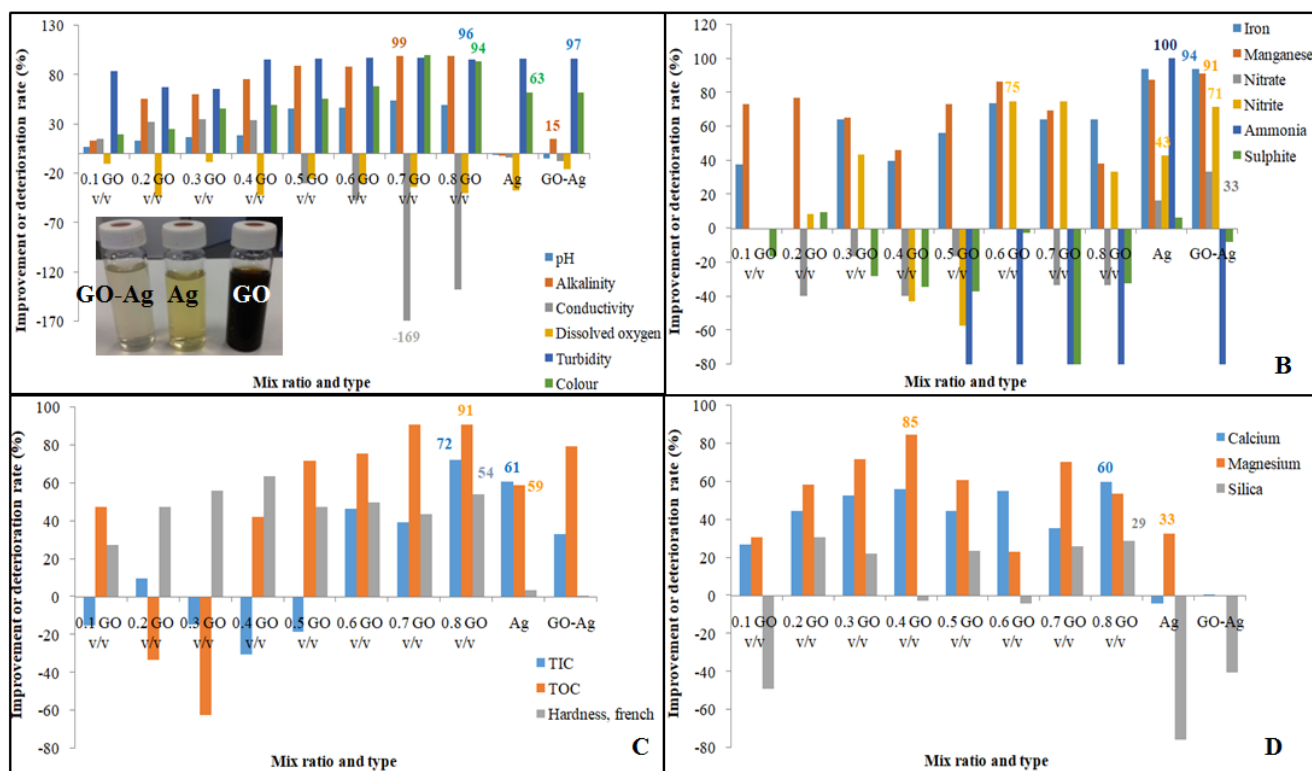 Improvement or deterioration rate (%)
130
80
30
-20
-70
-120
-170
99
96
94
63
97
15
-169
0.1 GO v/v
0.2 GO v/v
0.3 GO v/v
0.4 GO v/v
0.5 GO v/v
0.6 GO v/v
0.7 GO v/v
0.8 GO v/v
Ag
GO-Ag
GO-Ag
Ag
GO
pH
Alkalinity
Conductivity
Dissolved oxygen
Turbidity
Colour
Mix ratio and type
Improvement or deterioration rate (%)
120
100
80
60
40
20
0
-20
-40
-60
-80
75
100
43
94
91
71
33
0.1 GO v/v
0.2 GO v/v
0.3 GO v/v
0.4 GO v/v
0.5 GO v/v
0.6 GO v/v
0.7 GO v/v
0.8 GO v/v
Ag
GO-Ag
Iron
Manganese
Nitrate
Nitrite
Ammonia
Sulphite
Mix ratio and type
B
Improvement or deterioration rate (%)
100
80
60
40
20
0
-20
-40
-60
-80
72
91
54
61
59
0.1 GO v/v
0.2 GO v/v
0.3 GO v/v
0.4 GO v/v
0.5 GO v/v
0.6 GO v/v
0.7 GO v/v
0.8 GO v/v
Ag
GO-Ag
TIC
TOC
Hardness, french
Mix ratio and type
C
Improvement or deterioration rate (%)
100
80
60
40
20
0
-20
-40
-60
-80
85
60
29
33
0.1 GO v/v
0.2 GO v/v
0.3 GO v/v
0.4 GO v/v
0.5 GO v/v
0.6 GO v/v
0.7 GO v/v
0.8 GO v/v
Ag
GO-Ag
Calcium
Magnesium
Silica
Mix ratio and type
D